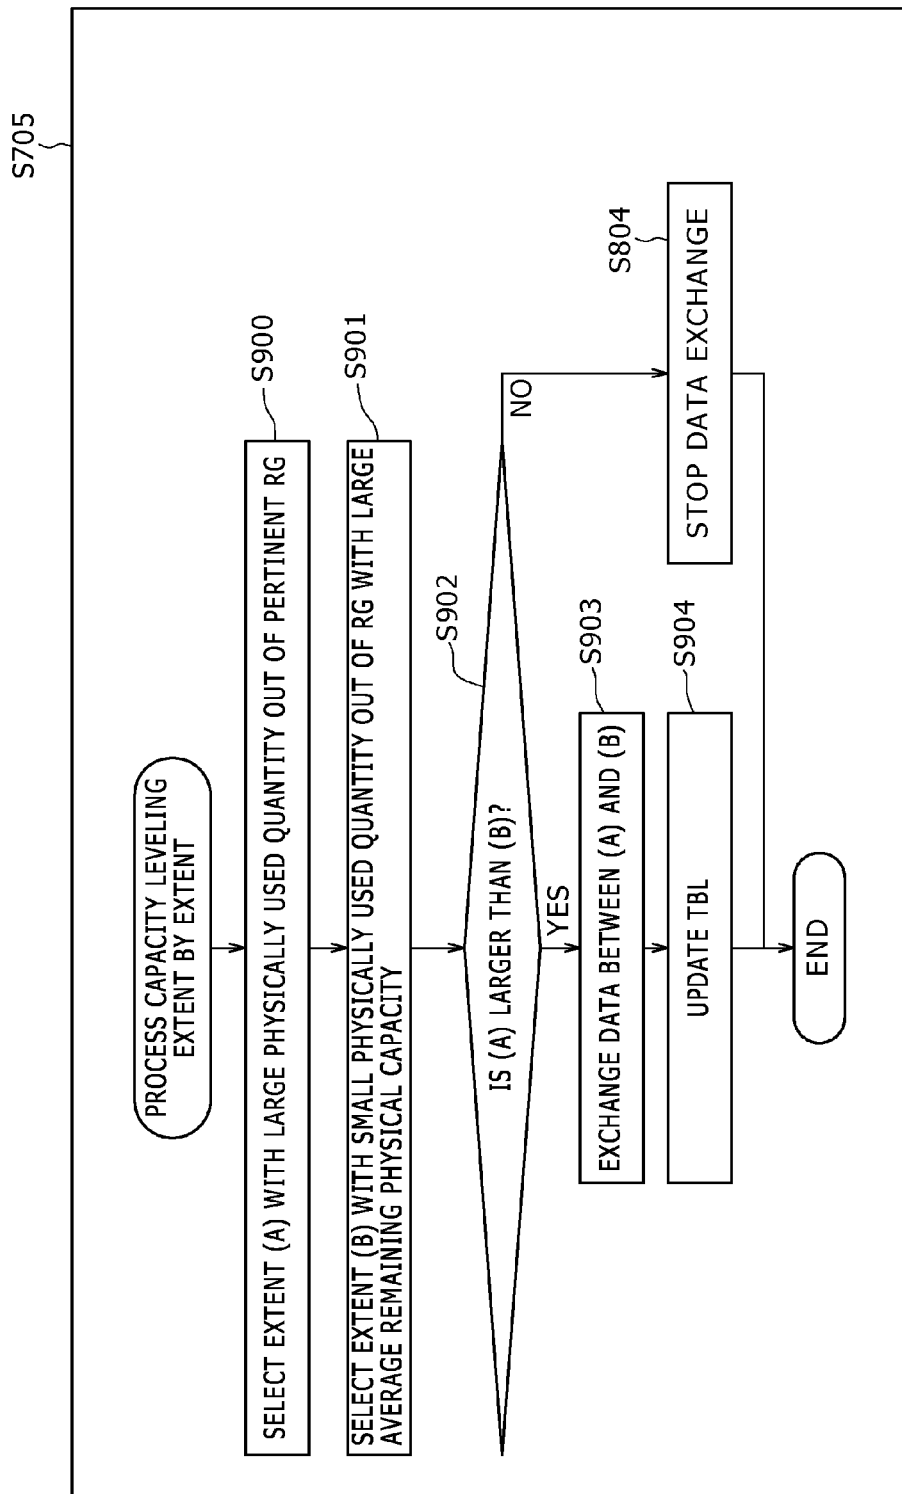 S705
PROCESS CAPACITY LEVELING
EXTENT BY EXTENT
S900
SELECT EXTENT (A) WITH LARGE PHYSICALLY USED QUANTITY OUT OF PERTINENT RG
S901
SELECT EXTENT (B) WITH SMALL PHYSICALLY USED QUANTITY OUT OF RG WITH LARGE
AVERAGE REMAINING PHYSICAL CAPACITY
S902
IS (A) LARGER THAN (B)?
NO
YES
S903
EXCHANGE DATA BETWEEN (A) AND (B)
S804
STOP DATA EXCHANGE
S904
UPDATE TBL
END